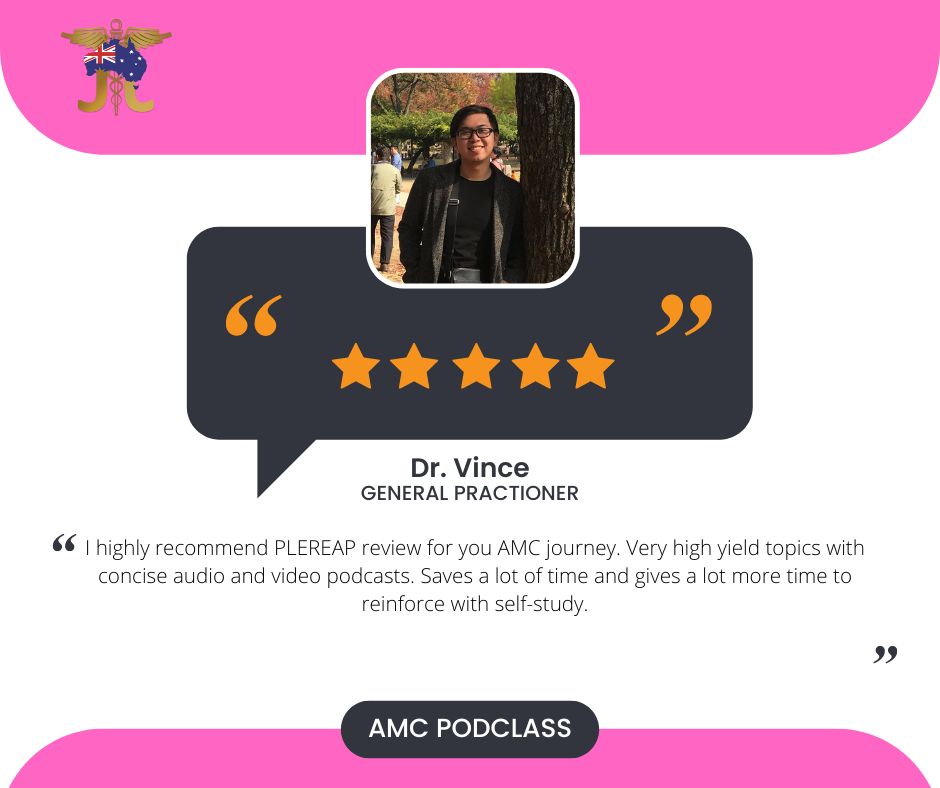 Dr. Vince
GENERAL PRACTIONER
“ I highly recommend PLEREAP review for you AMC journey. Very high yield topics with
concise audio and video podcasts. Saves a lot of time and gives a lot more time to
reinforce with self-study.
”
AMC PODCLASS